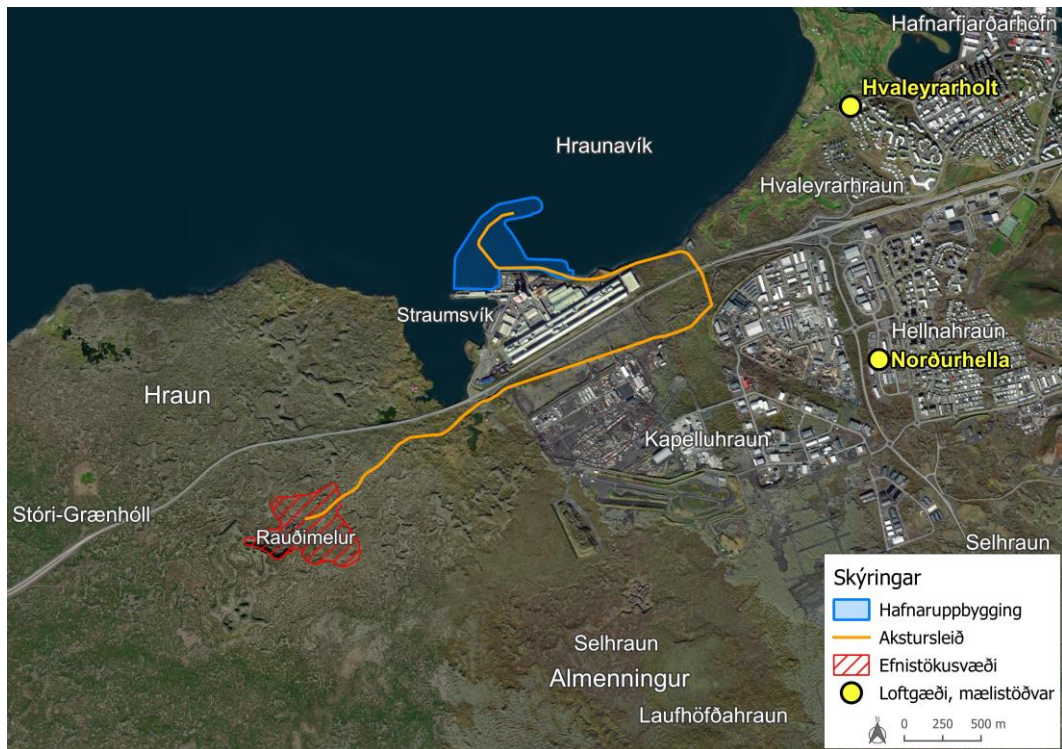 Hafnarfjarðarhöfn
Hvaleyrarholt
Hraunavík
Hvaleyrarhraun
Straumsvík
Hellnahraun
Norðurhella
Hraun
Kapelluhraun
Stóri-Grænhóll
Rauðimelur
Selhraun
Selhraun
Almenningur
Laufhöfðahraun
Skýringar
Hafnaruppbygging
Akstursleið
Efnistökusvæði
Loftgæði, mælistöðvar
N
0 250 500 m